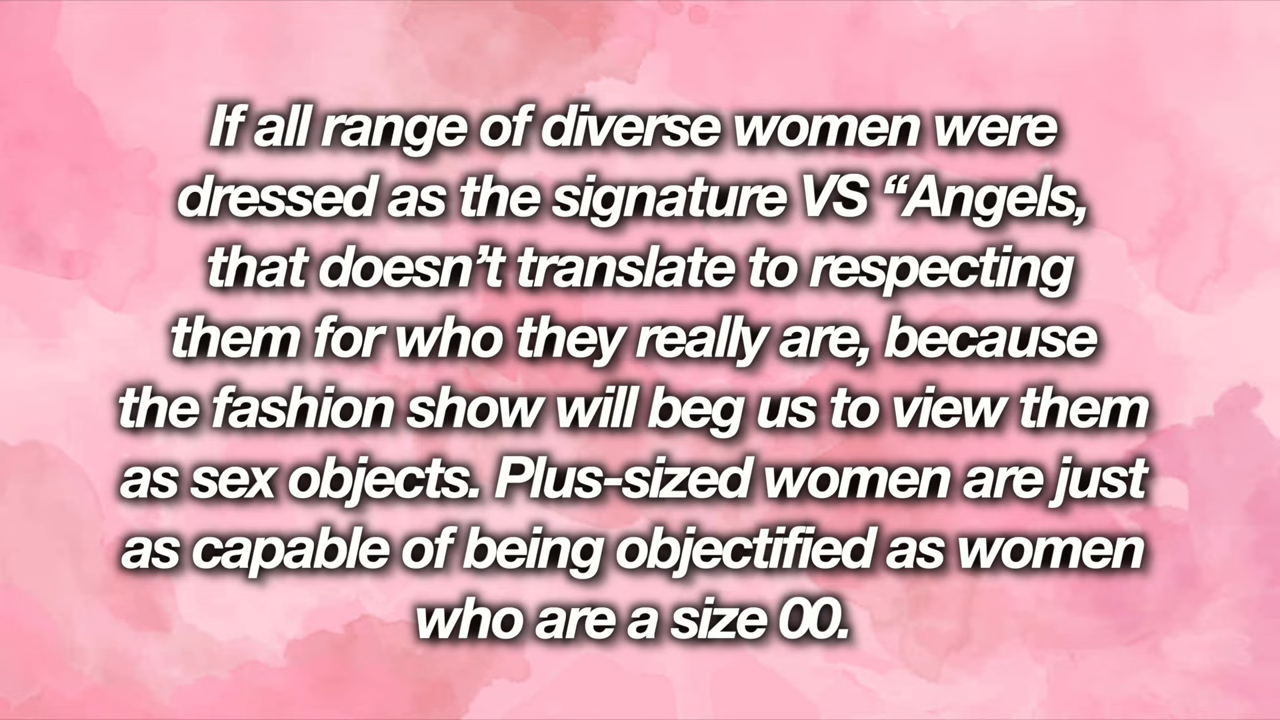 If all range of diverse women were
dressed as the signature VS “Angels,
that doesn’t translate to respecting
them for who they really are, because
the fashion show will beg us to view them
as sex objects. Plus-sized women are just
as capable of being objectified as women
who are a size 00.